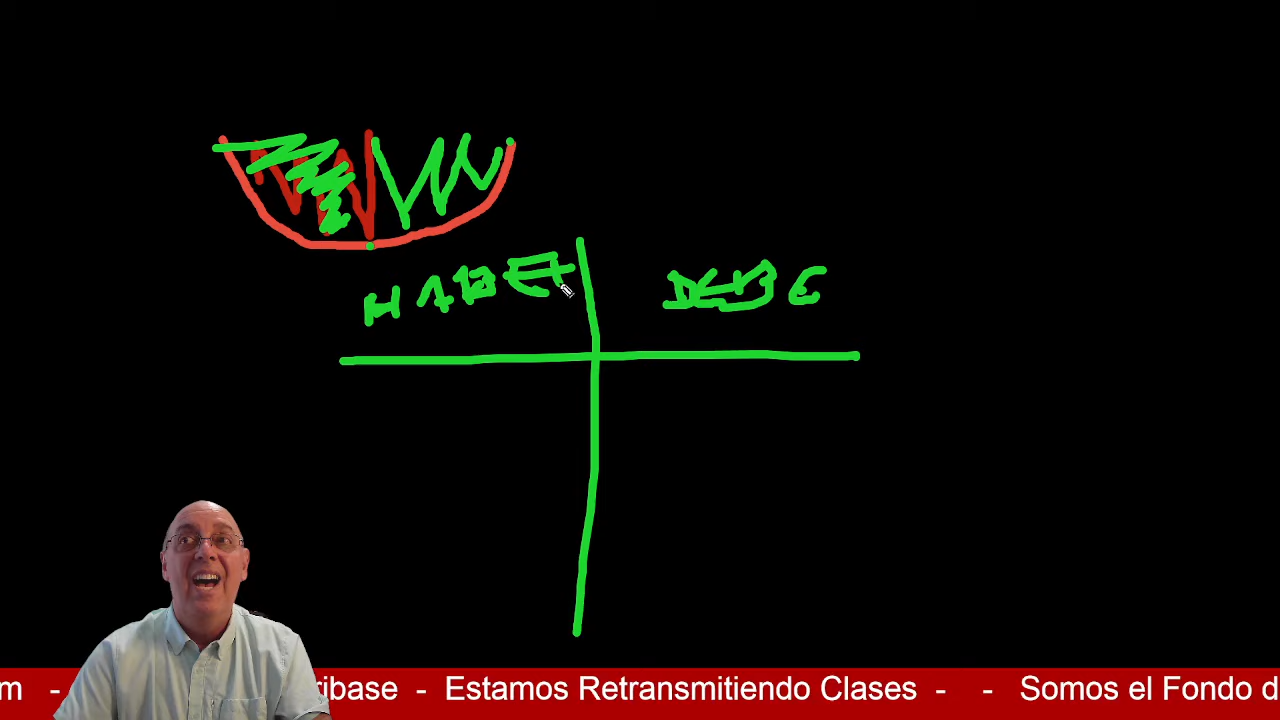 HABER DEBE
m - ribase - Estamos Retransmitiendo Clases - - Somos el Fondo d